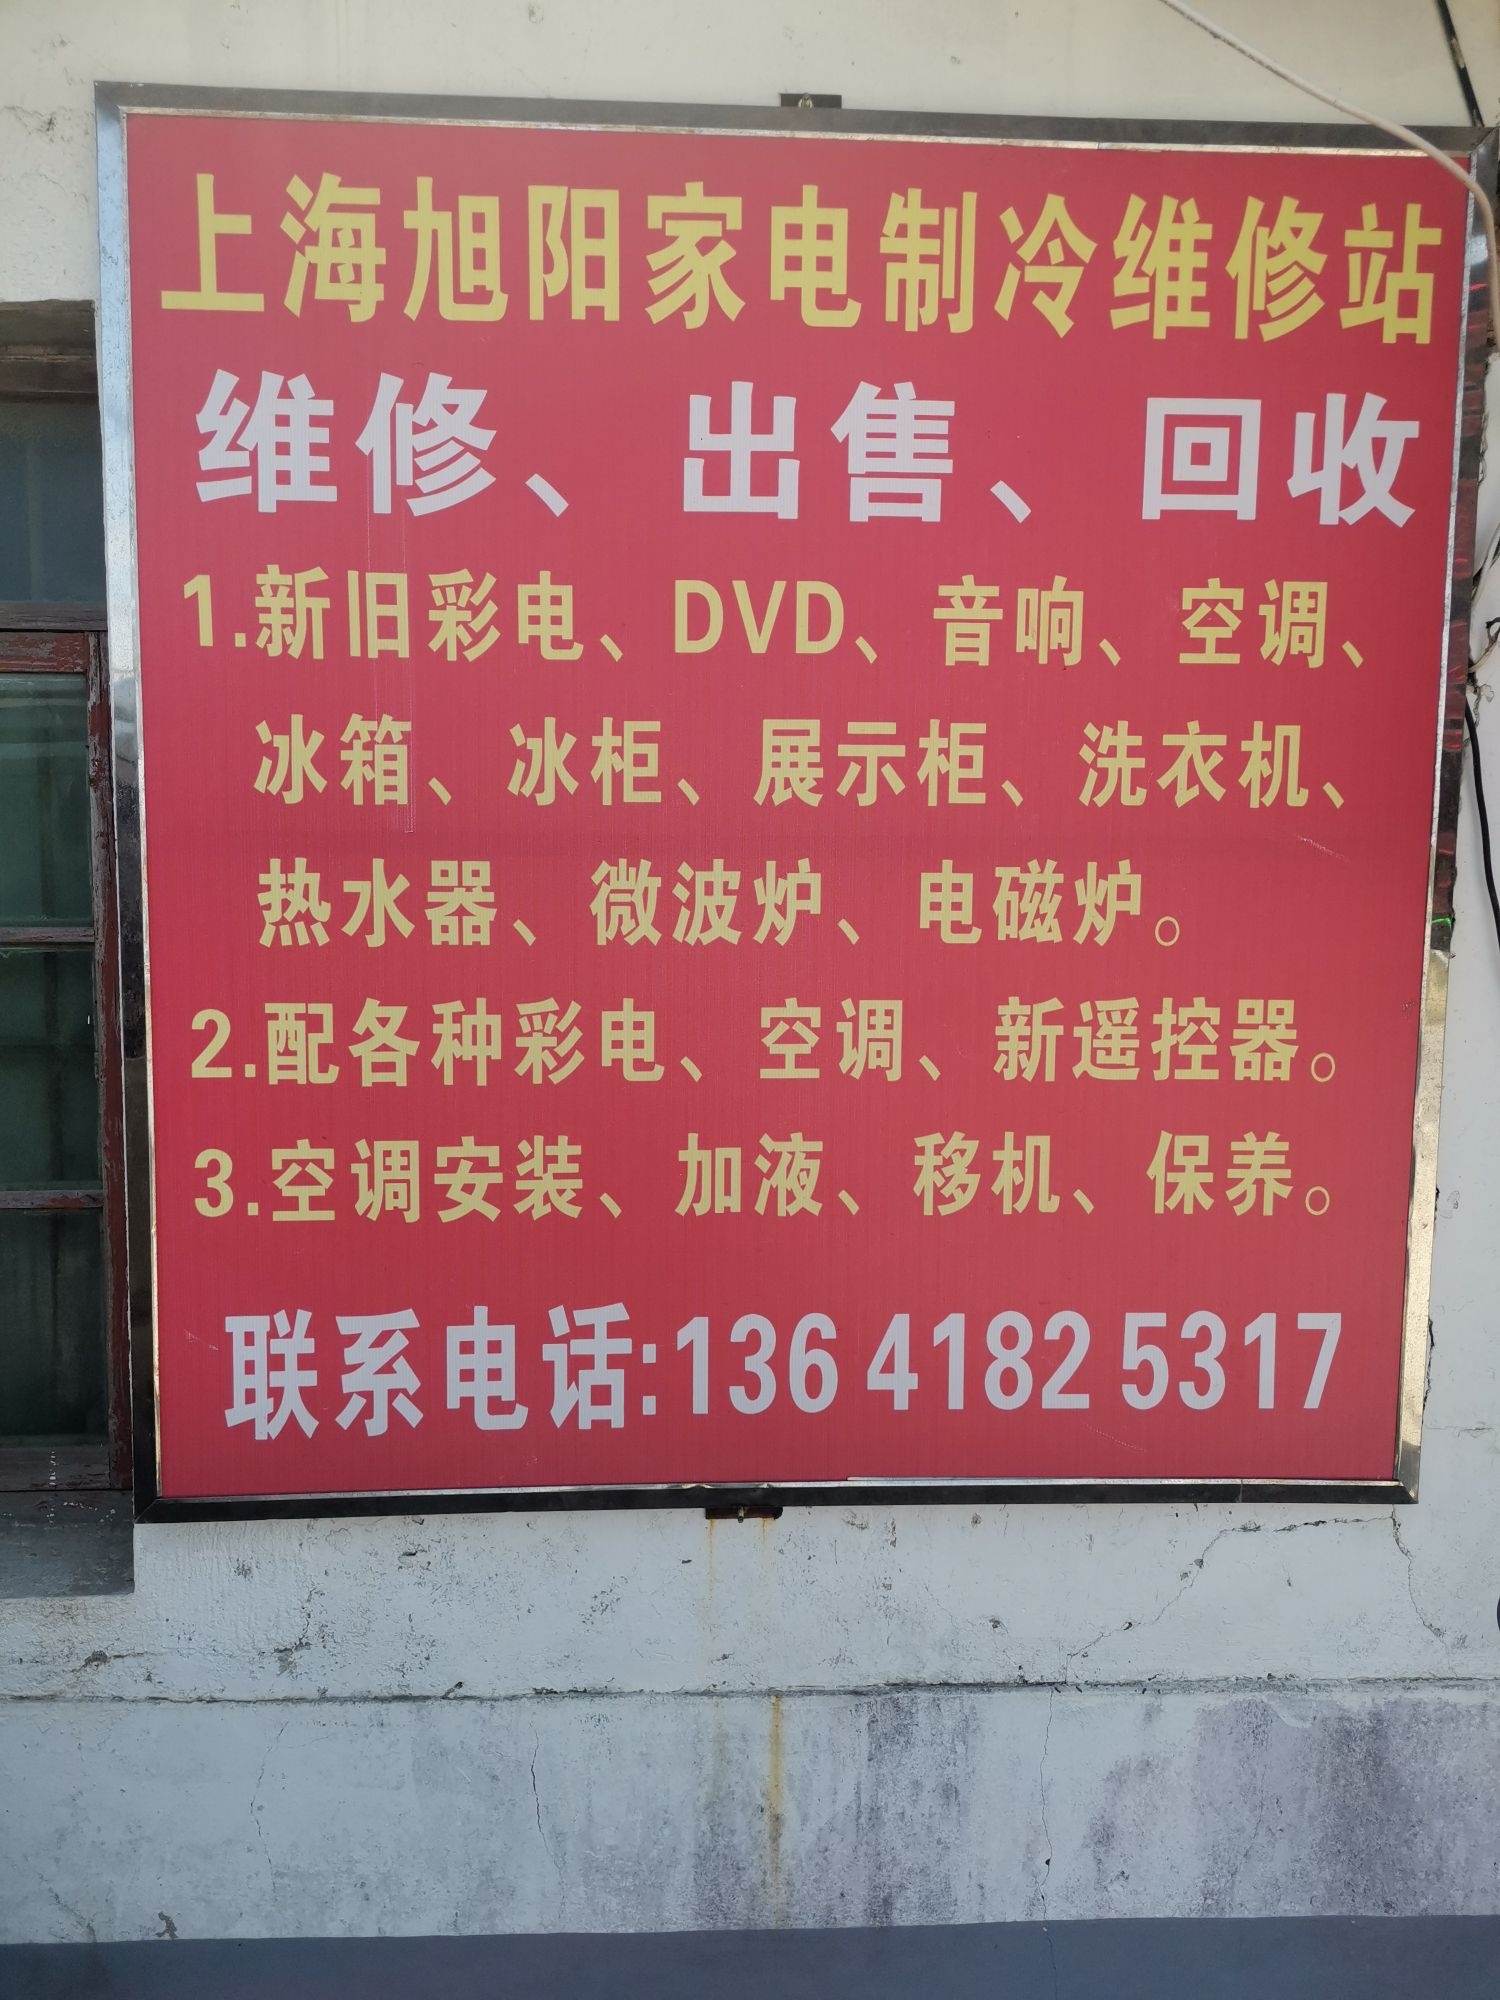 上海旭阳家电制冷维修站
维修、出售、回收
1.新旧彩电、DVD、音响、空调、
冰箱、冰柜、展示柜、洗衣机、
热水器、微波炉、电磁炉。
2.配各种彩电、空调、新遥控器。
3.空调安装、加液、移机、保养。
联系电话:136 4182 5317